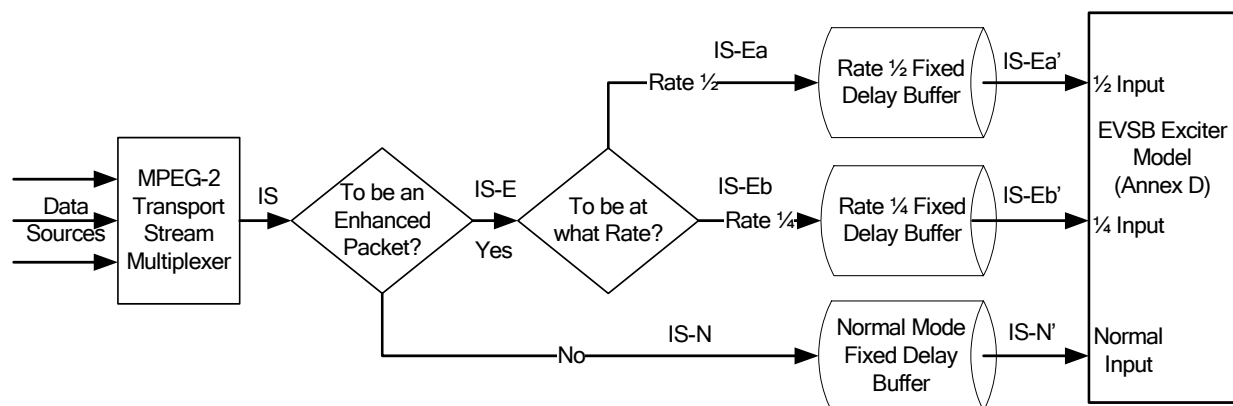 Data
Sources
MPEG-2
Transport
Stream
Multiplexer
IS
To be an
Enhanced
Packet?
IS-E
Yes
No
To be at
what Rate?
IS-Ea
Rate ½
Rate ½ Fixed
Delay Buffer
IS-Ea’
IS-Eb
Rate ¼
Rate ¼ Fixed
Delay Buffer
IS-Eb’
IS-N
Normal Mode
Fixed Delay
Buffer
IS-N’
½ Input
EVSB Exciter
Model
(Annex D)
¼ Input
Normal
Input